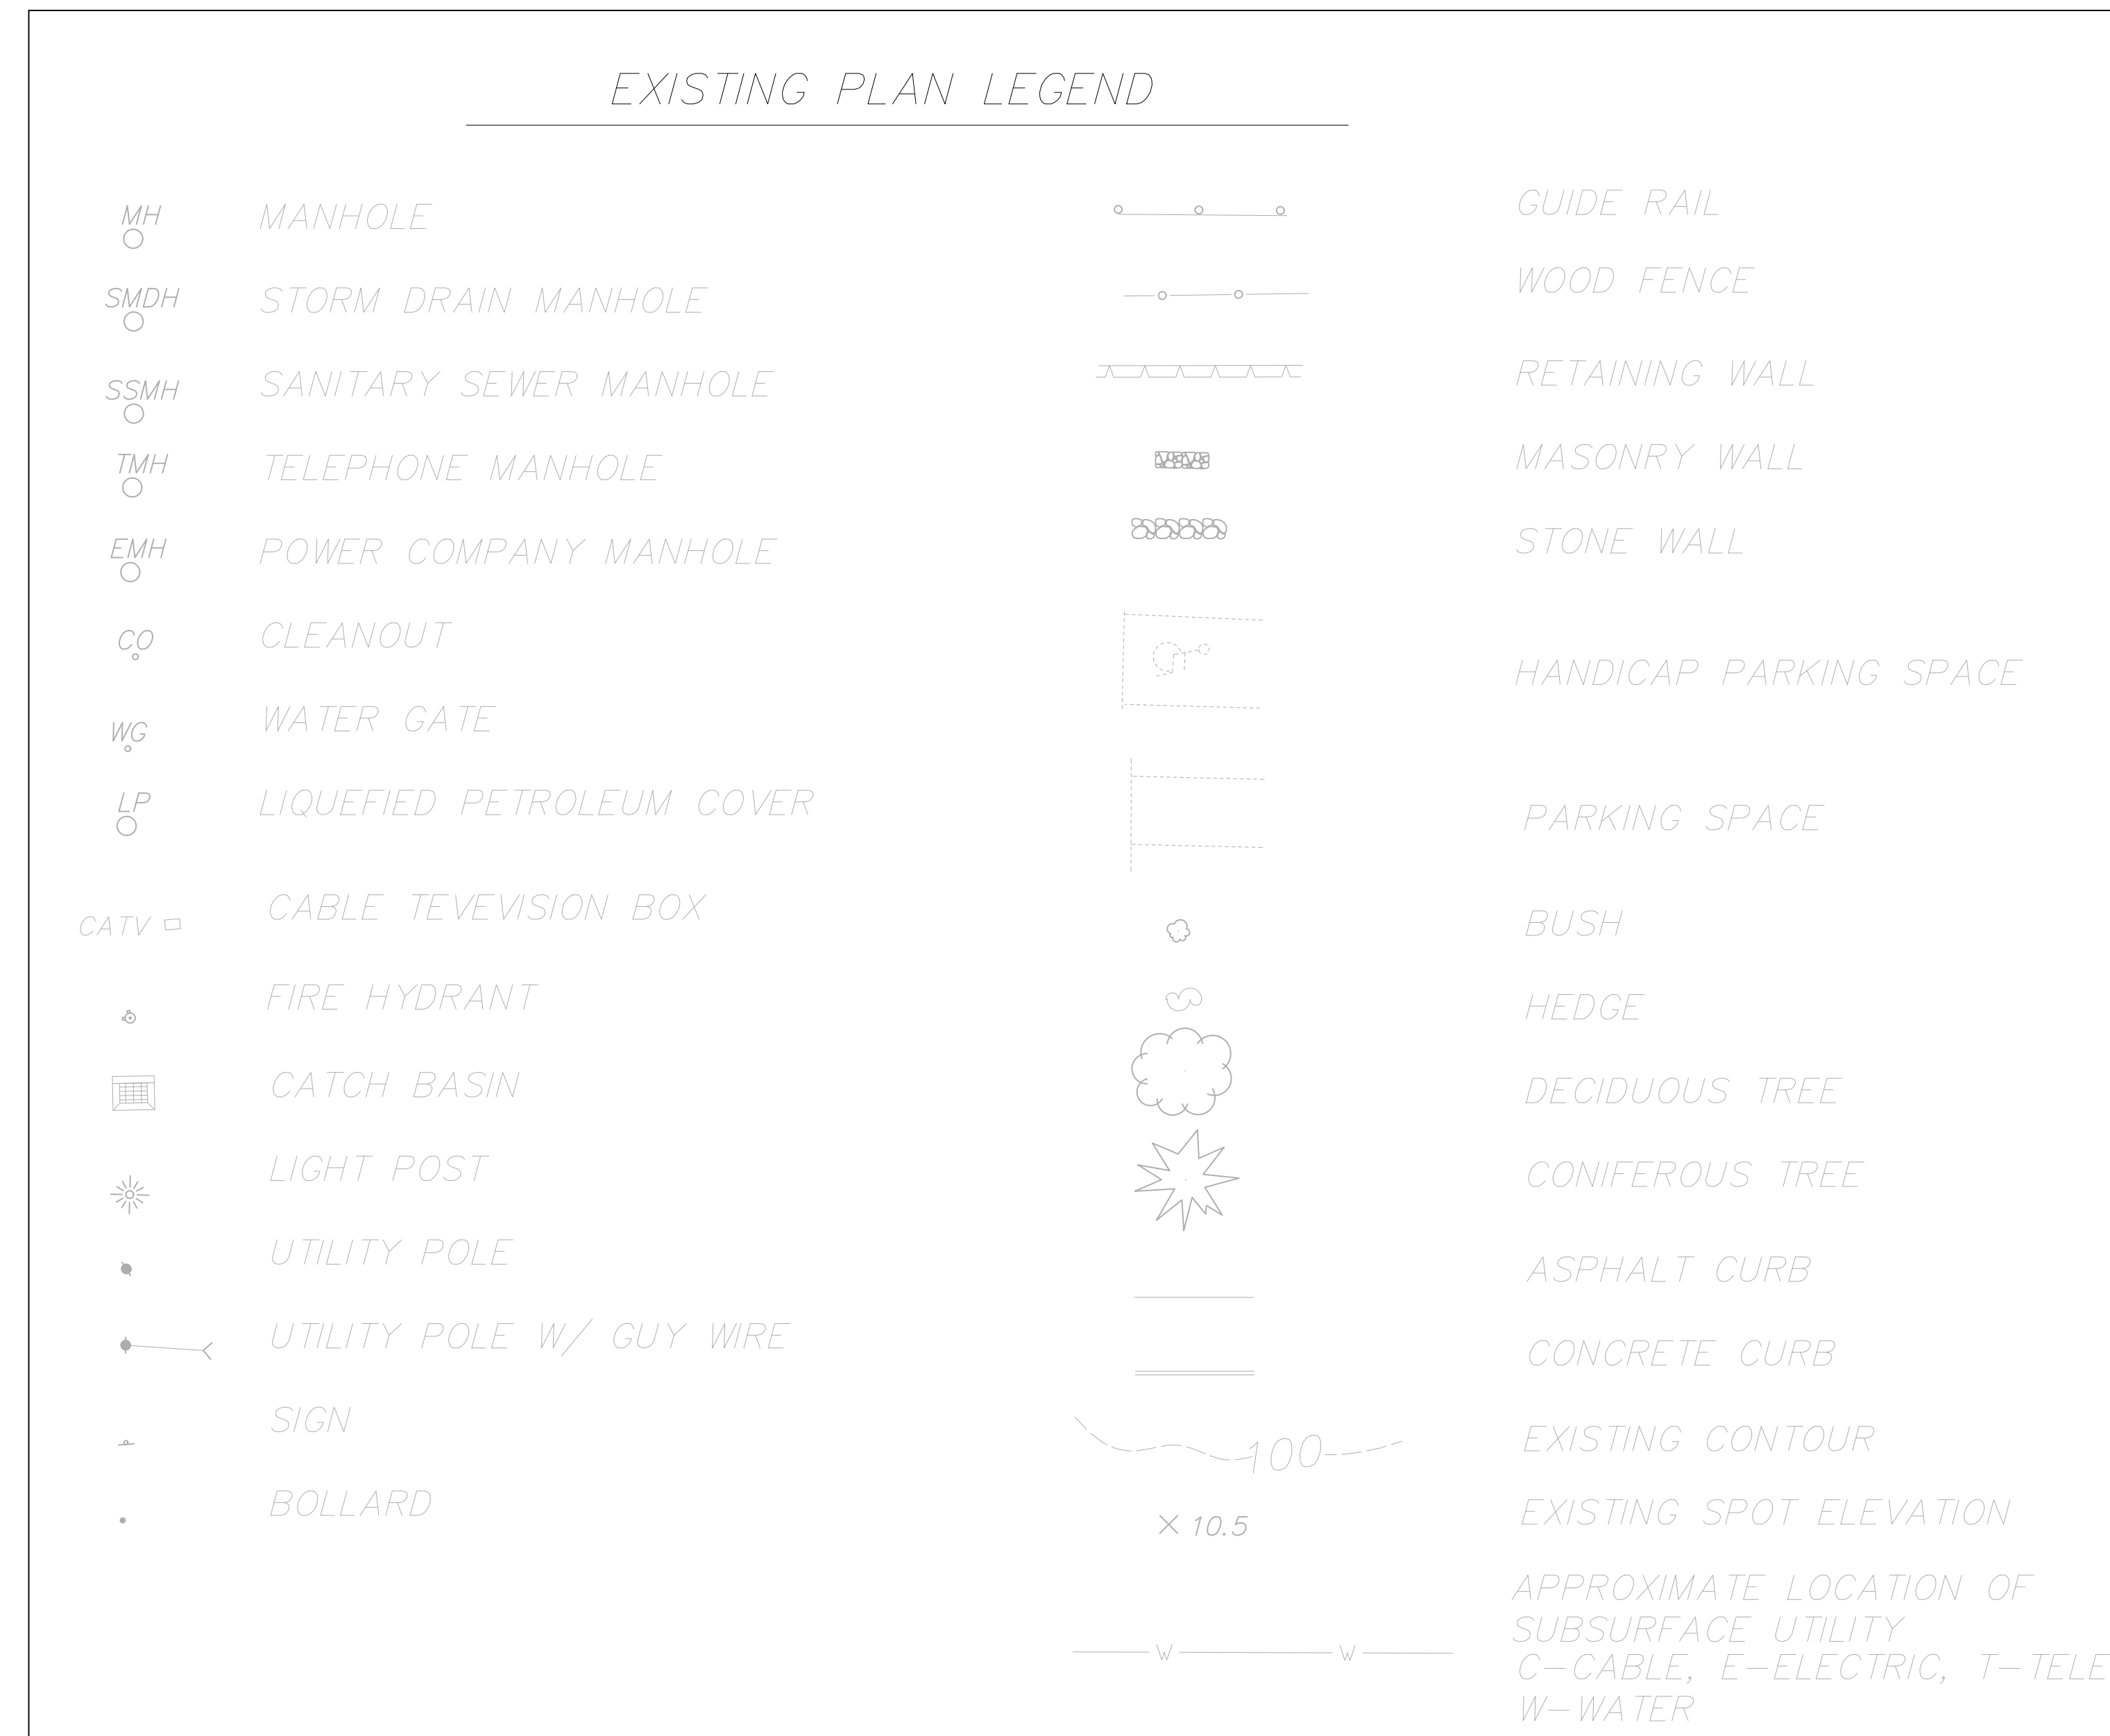 EXISTING PLAN LEGEND
MH MANHOLE
SMDH STORM DRAIN MANHOLE
SSMH SANITARY SEWER MANHOLE
TMH TELEPHONE MANHOLE
EMH POWER COMPANY MANHOLE
CO CLEANOUT
WG WATER GATE
LP LIQUEFIED PETROLEUM COVER
CATV CABLE TEVEVISION BOX
FIRE HYDRANT
CATCH BASIN
LIGHT POST
UTILITY POLE
UTILITY POLE W/ GUY WIRE
SIGN
BOLLARD
GUIDE RAIL
WOOD FENCE
RETAINING WALL
MASONRY WALL
STONE WALL
HANDICAP PARKING SPACE
PARKING SPACE
BUSH
HEDGE
DECIDUOUS TREE
CONIFEROUS TREE
ASPHALT CURB
CONCRETE CURB
100 EXISTING CONTOUR
× 10.5 EXISTING SPOT ELEVATION
APPROXIMATE LOCATION OF
SUBSURFACE UTILITY
W W C—CABLE, E—ELECTRIC, T—TELE
W—WATER